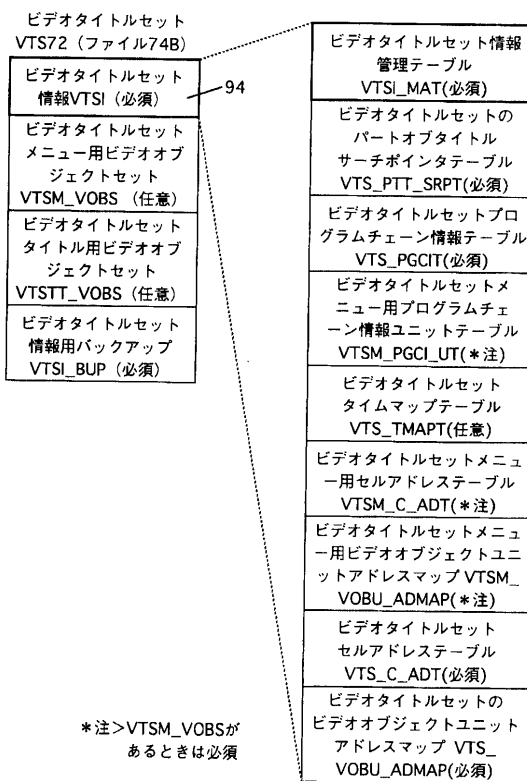 ビデオタイトルセット
VTS72（ファイル74B）
ビデオタイトルセット
情報VTSI（必須）
94
ビデオタイトルセット
メニュー用ビデオオブ
ジェクトセット
VTSM_VOBS（任意）
ビデオタイトルセット
タイトル用ビデオオブ
ジェクトセット
VTSTT_VOBS（任意）
ビデオタイトルセット
情報用バックアップ
VTSI_BUP（必須）
ビデオタイトルセット情報
管理テーブル
VTSi_MAT(必須)
ビデオタイトルセットの
パートオブタイトル
サーチポインタテーブル
VTS_PTT_SRPT(必須)
ビデオタイトルセットプロ
グラムチェーン情報テーブル
VTS_PGCIT(必須)
ビデオタイトルセットメ
ニュー用プログラムチェ
ーン情報ユニットテーブル
VTSM_PGCI_UT(＊注)
ビデオタイトルセット
タイムマップテーブル
VTS_TMAPT(任意)
ビデオタイトルセットメニュ
ー用セルアドレステーブル
VTSM_C_ADT(＊注)
ビデオタイトルセットメニュ
ー用ビデオオブジェクトユニ
ットアドレスマップ VTSM_
VOBU_ADMAP(＊注)
ビデオタイトルセット
セルアドレステーブル
VTS_C_ADT(必須)
ビデオタイトルセットの
ビデオオブジェクトユニット
アドレスマップ VTS_
VOBU_ADMAP(必須)
＊注>VTSM_VOBSが
あるときは必須